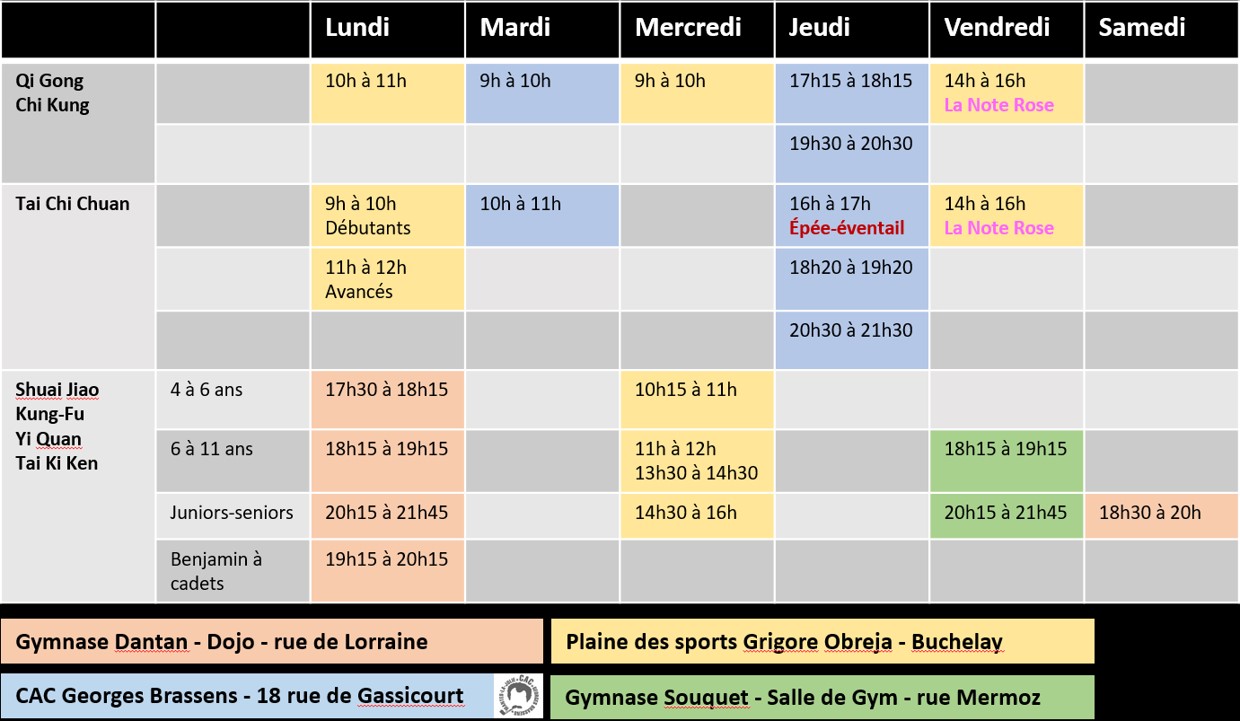 Lundi Mardi Mercredi Jeudi Vendredi Samedi
Qi Gong
Chi Kung
10h à 11h
9h à 10h
9h à 10h
17h15 à 18h15
14h à 16h
La Note Rose
19h30 à 20h30
Tai Chi Chuan
9h à 10h
Débutants
10h à 11h
16h à 17h
Épée-éventail
14h à 16h
La Note Rose
11h à 12h
Avancés
18h20 à 19h20
20h30 à 21h30
Shuai Jiao
Kung-Fu
Yi Quan
Tai Ki Ken
4 à 6 ans
17h30 à 18h15
10h15 à 11h
6 à 11 ans
18h15 à 19h15
11h à 12h
13h30 à 14h30
18h15 à 19h15
Juniors-seniors
20h15 à 21h45
14h30 à 16h
20h15 à 21h45
18h30 à 20h
Benjamin à
cadets
19h15 à 20h15
Gymnase Dantan - Dojo - rue de Lorraine
Plaine des sports Grigore Obreja - Buchelay
CAC Georges Brassens - 18 rue de Gassicourt
Gymnase Souquet - Salle de Gym - rue Mermoz